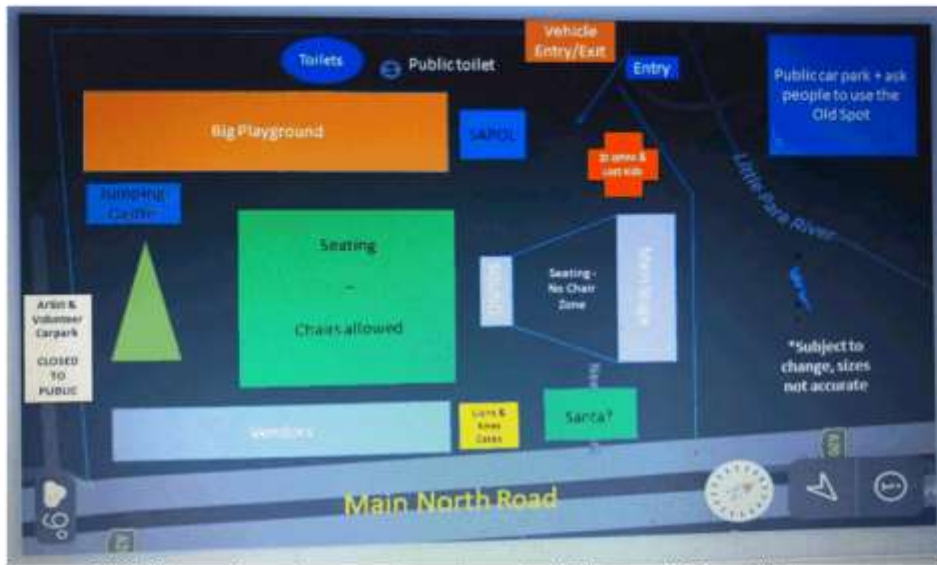 Toilets
Public toilet
Vehicle
Entry/Exit
Entry
Public car park + ask
people to use the
Old Spot
Big Playground
SAPOL
St Johns &
Lost Kids
Jumping
Castle
Little Para River
Seating
–
Chairs allowed
Seating -
No Chair
Zone
Main Stage
Artist &
Volunteer
Carpark
CLOSED
TO
PUBLIC
*Subject to
change, sizes
not accurate
Vendors
Lions &
Santa?
Main North Road
9°
A20